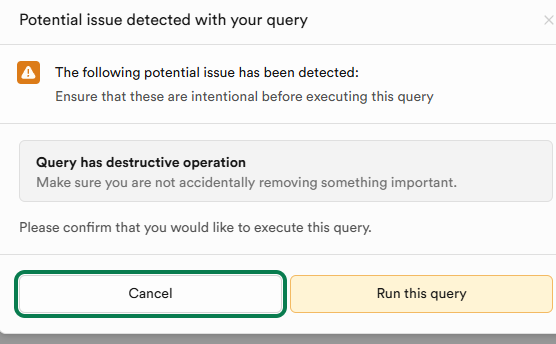 Potential issue detected with your query
The following potential issue has been detected:
Ensure that these are intentional before executing this query
Query has destructive operation
Make sure you are not accidentally removing something important.
Please confirm that you would like to execute this query.
Cancel
Run this query